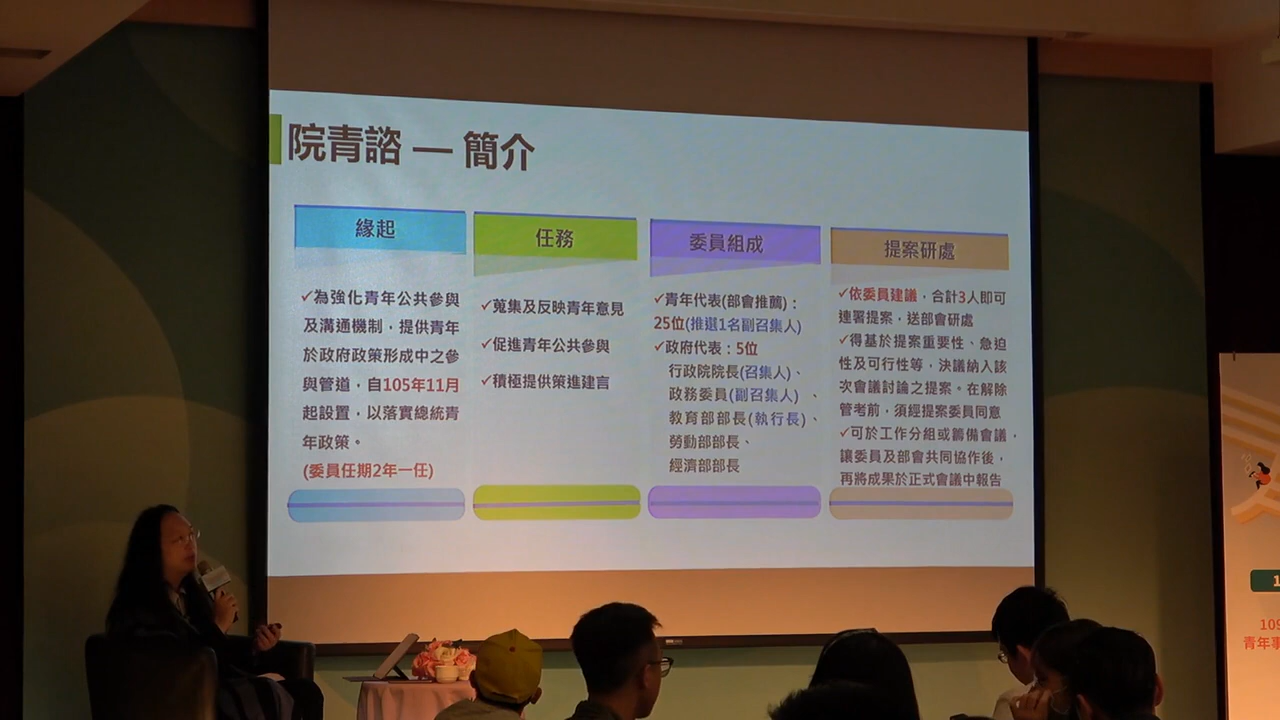 院青諮 — 簡介
緣起
✓為強化青年公共參與
及溝通機制，提供青年
於政府政策形成中之參
與管道，自105年11月
起設置，以落實總統青
年政策。
(委員任期2年一任)
任務
✓蒐集及反映青年意見
✓促進青年公共參與
✓積極提供策進建言
委員組成
✓青年代表(部會推薦)：
25位(推選1名副召集人)
✓政府代表：5位
行政院院長(召集人)、
政務委員(副召集人)、
教育部部長(執行長)、
勞動部部長、
經濟部部長
提案研處
✓依委員建議，合計3人即可
連署提案，送部會研處
✓得基於提案重要性、急迫
性及可行性等，決議納入該
次會議討論之提案。在解除
管考前，須經提案委員同意
✓可於工作分組或籌備會議，
讓委員及部會共同協作後，
再將成果於正式會議中報告
1
109
青年事